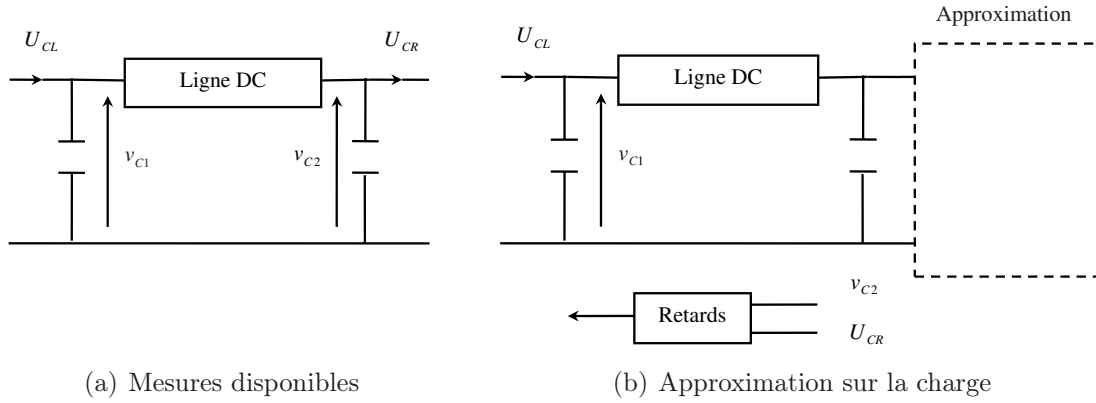 U_CL
U_CR
Ligne DC
v_C1
v_C2
(a) Mesures disponibles
Approximation
U_CL
Ligne DC
v_C1
v_C2
Retards
U_CR
(b) Approximation sur la charge